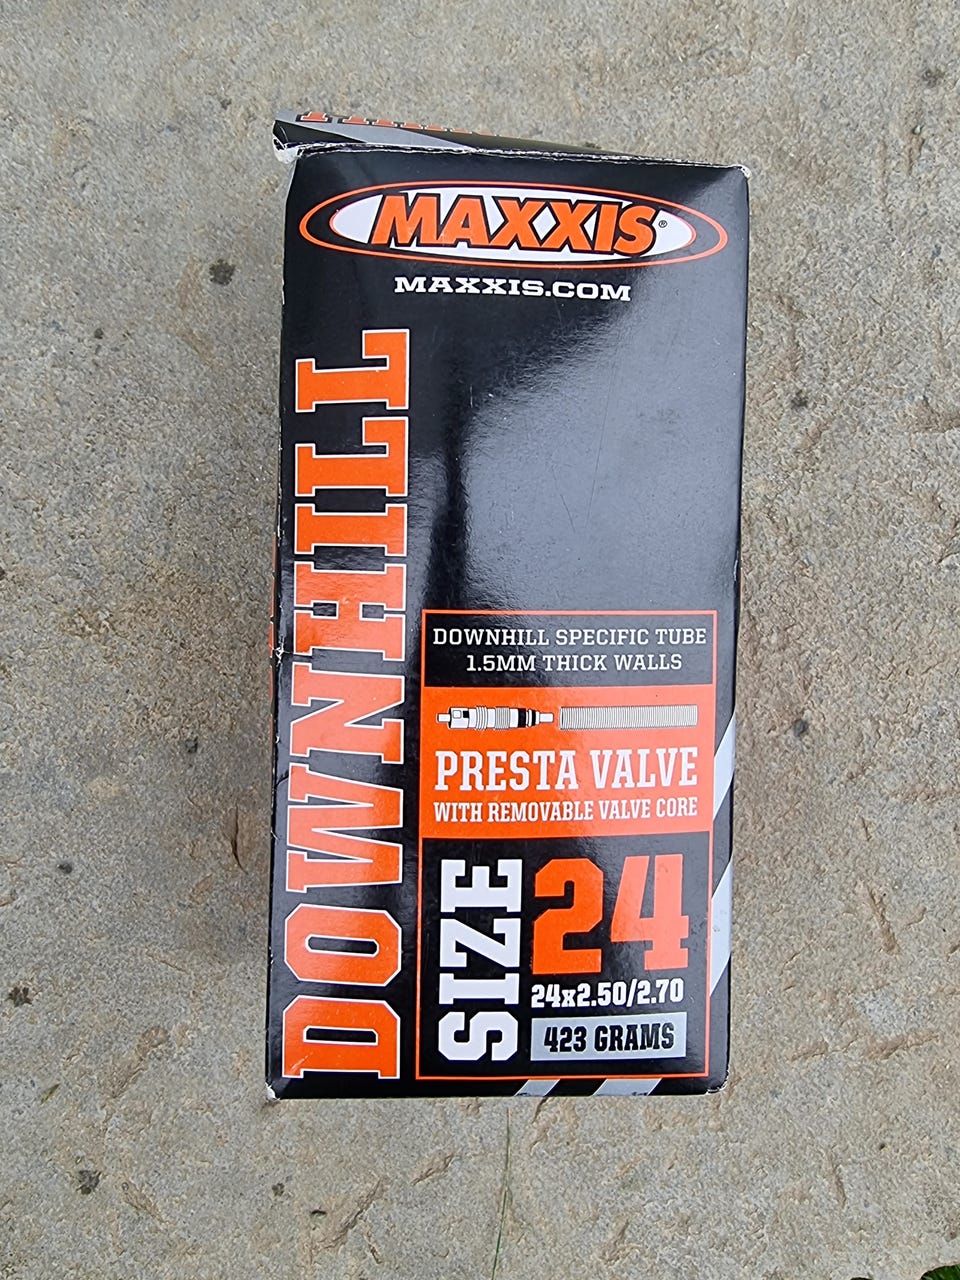 MAXXIS®
MAXXIS.COM
DOWNHILL
DOWNHILL SPECIFIC TUBE
1.5MM THICK WALLS
PRESTA VALVE
WITH REMOVABLE VALVE CORE
SIZE 24
24x2.50/2.70
423 GRAMS